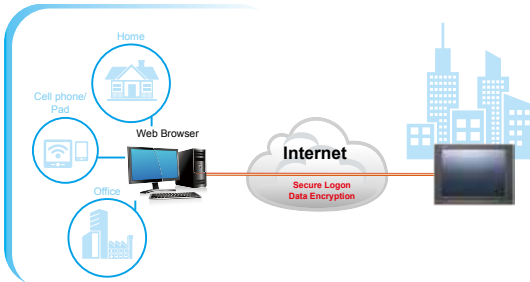 Home
Cell phone/
Pad
Web Browser
Internet
Secure Logon
Data Encryption
Office